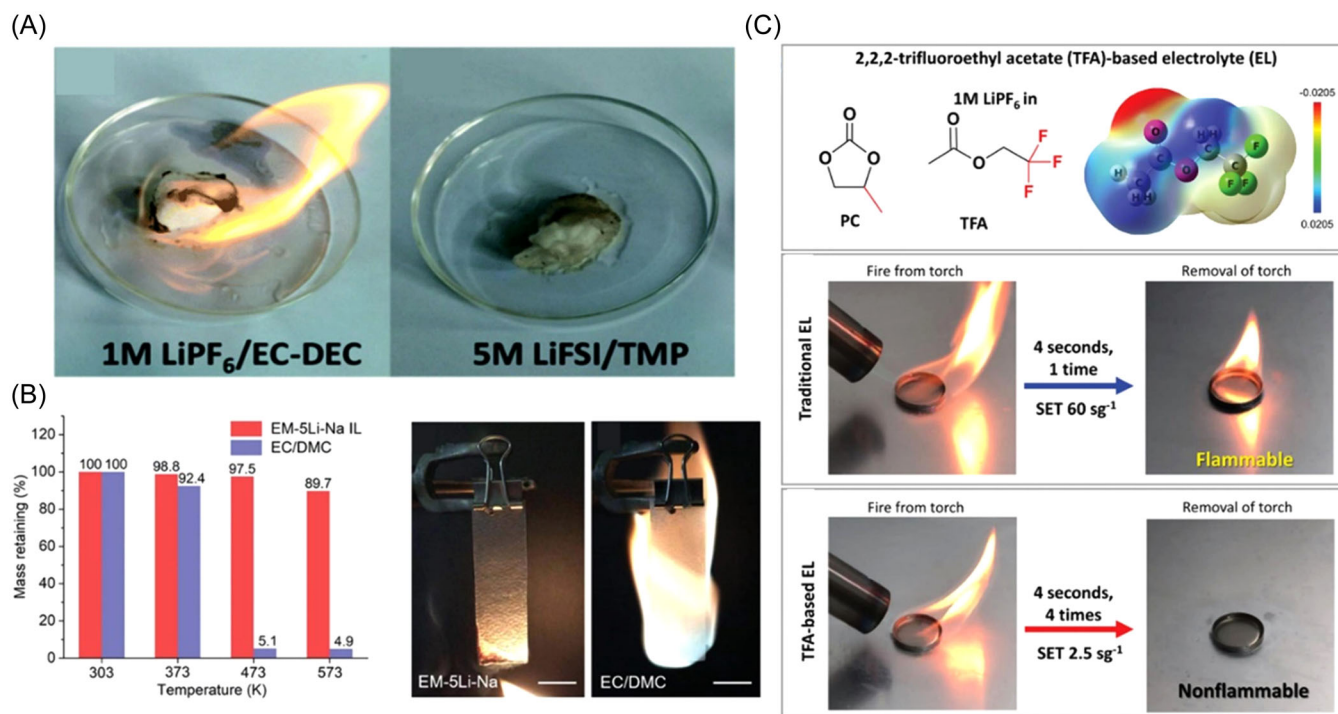 (A)
1M LiPF₆/EC-DEC
5M LiFSI/TMP
(B)
EM-5Li-Na IL
EC/DMC
Mass retaining (%)
120
100
80
60
40
20
0
100 100
98.8
92.4
97.5
5.1
89.7
4.9
303 373 473 573
Temperature (K)
EM-5Li-Na
EC/DMC
(C)
2,2,2-trifluoroethyl acetate (TFA)-based electrolyte (EL)
1M LiPF₆ in
O
O O
PC
O
O
F
F
F
TFA
O
H H
C
C
O
C
F
F F
H
C
H H
-0.0205
0.0205
Traditional EL
Fire from torch
4 seconds,
1 time
SET 60 sg⁻¹
Removal of torch
Flammable
TFA-based EL
Fire from torch
4 seconds,
4 times
SET 2.5 sg⁻¹
Removal of torch
Nonflammable